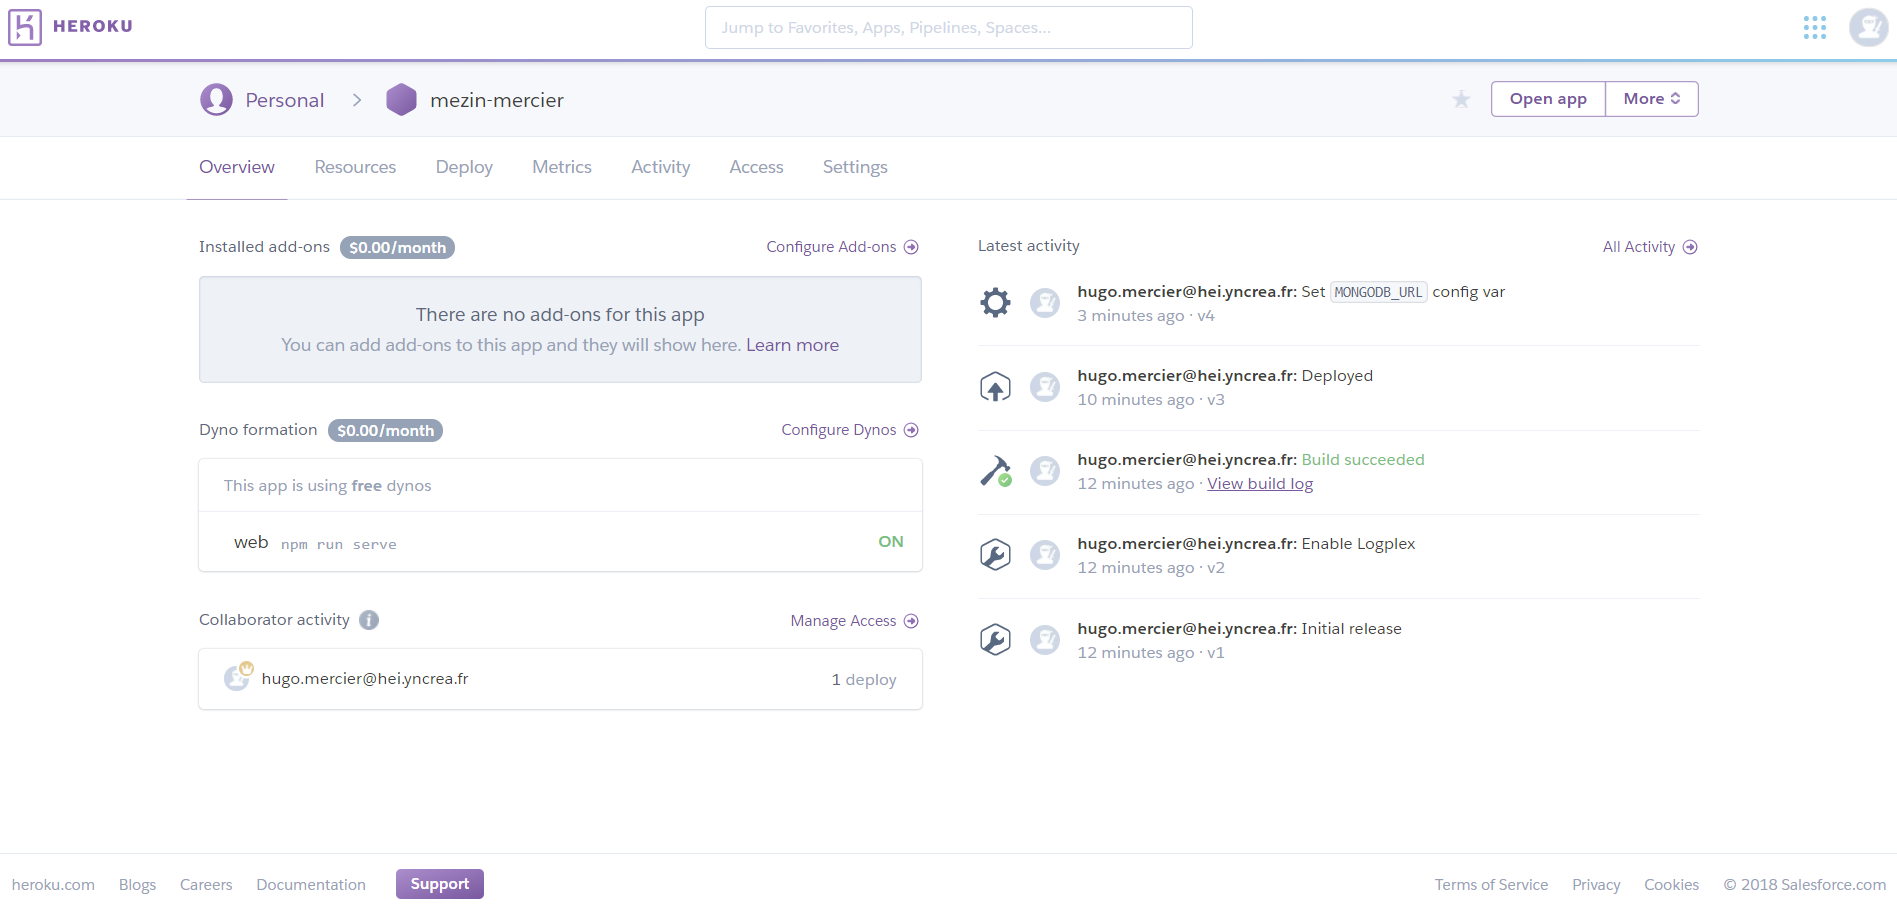 HEROKU
Jump to Favorites, Apps, Pipelines, Spaces...
Personal > mezin-mercier
Open app
More
Overview Resources Deploy Metrics Activity Access Settings
Installed add-ons $0.00/month Configure Add-ons
There are no add-ons for this app
You can add add-ons to this app and they will show here. Learn more
Dyno formation $0.00/month Configure Dynos
This app is using free dynos
web npm run serve ON
Collaborator activity i Manage Access
hugo.mercier@hei.yncrea.fr 1 deploy
Latest activity All Activity
hugo.mercier@hei.yncrea.fr: Set MONGODB_URL config var
3 minutes ago · v4
hugo.mercier@hei.yncrea.fr: Deployed
10 minutes ago · v3
hugo.mercier@hei.yncrea.fr: Build succeeded
12 minutes ago · View build log
hugo.mercier@hei.yncrea.fr: Enable Logplex
12 minutes ago · v2
hugo.mercier@hei.yncrea.fr: Initial release
12 minutes ago · v1
heroku.com Blogs Careers Documentation Support
Terms of Service Privacy Cookies © 2018 Salesforce.com